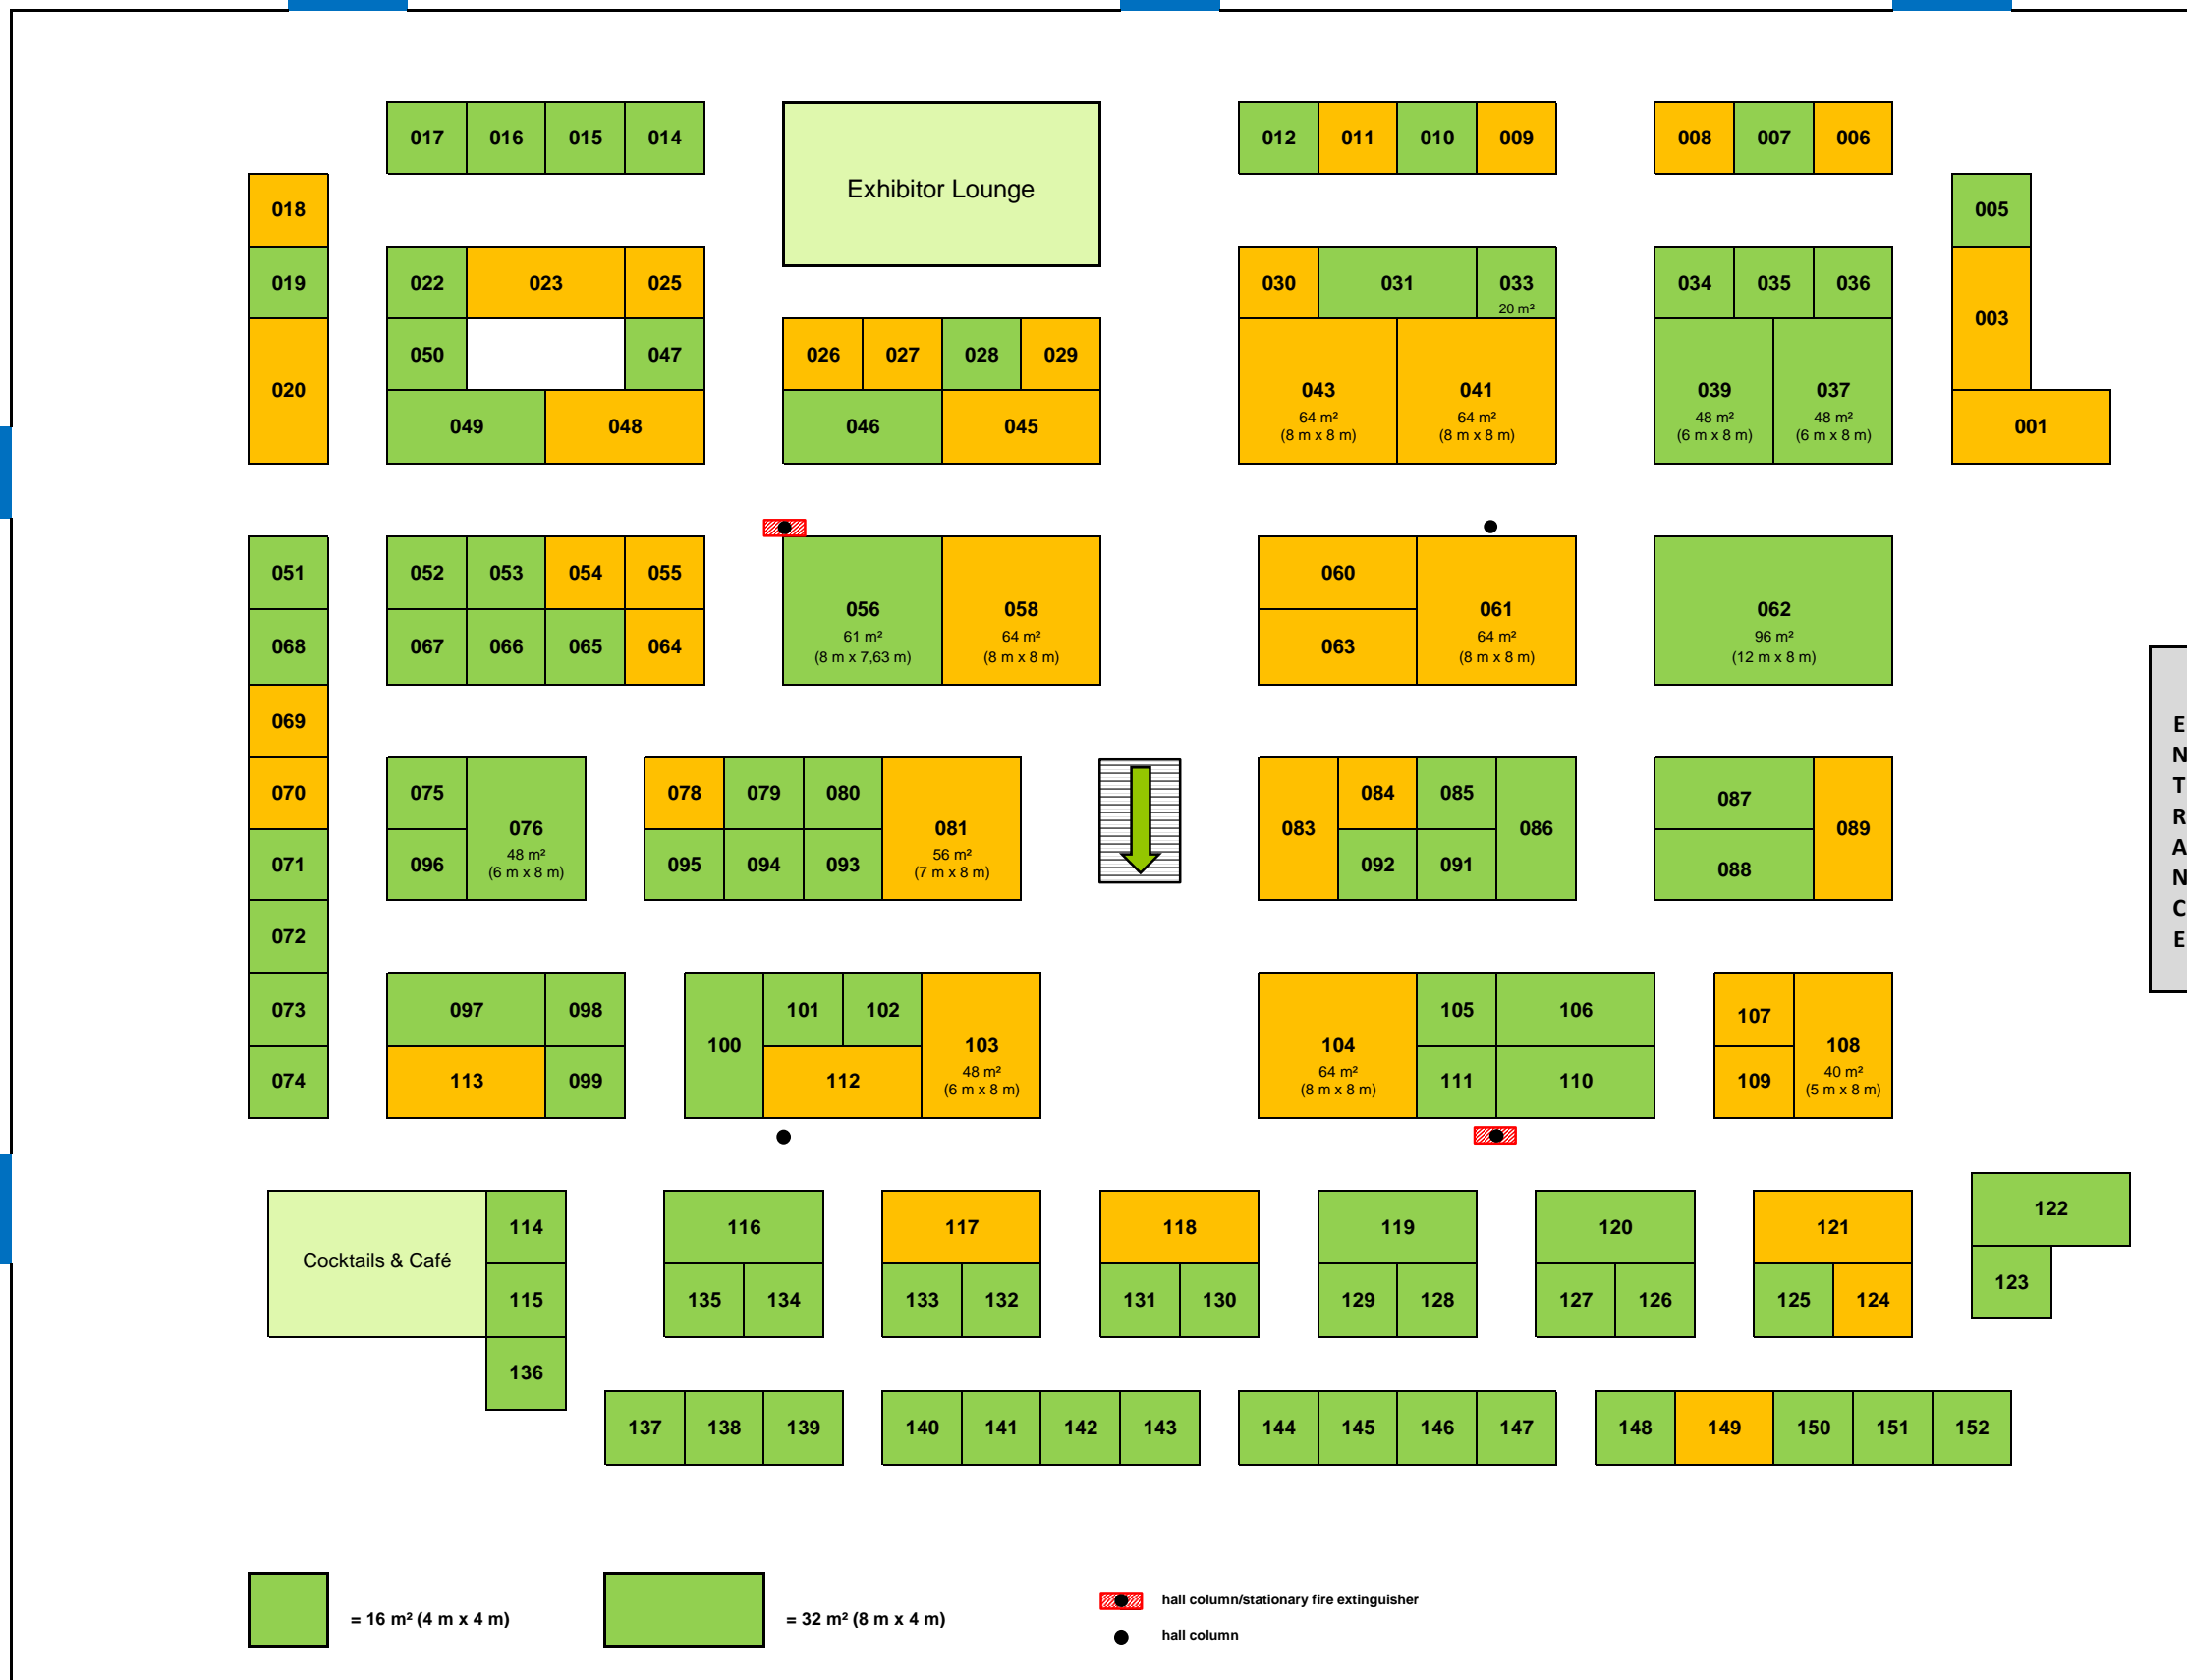 017 016 015 014
Exhibitor Lounge
012 011 010 009
008 007 006
018
005
019
022 023 025
030 031 033
20 m²
034 035 036
003
050 047
026 027 028 029
020
043
64 m²
(8 m x 8 m)
041
64 m²
(8 m x 8 m)
039
48 m²
(6 m x 8 m)
037
48 m²
(6 m x 8 m)
049 048
046 045
001
051
052 053 054 055
056
61 m²
(8 m x 7,63 m)
058
64 m²
(8 m x 8 m)
060
063
061
64 m²
(8 m x 8 m)
062
96 m²
(12 m x 8 m)
068
067 066 065 064
069
E
N
T
R
A
N
C
E
070
075
096
076
48 m²
(6 m x 8 m)
078 079 080
095 094 093
081
56 m²
(7 m x 8 m)
083
084 085
092 091
086
087
088
089
071
072
073
074
097 098
113 099
100
101 102
112
103
48 m²
(6 m x 8 m)
104
64 m²
(8 m x 8 m)
105 106
111 110
107
109
108
40 m²
(5 m x 8 m)
Cocktails & Café
114
115
136
116
135 134
117
133 132
118
131 130
119
129 128
120
127 126
121
125 124
122
123
137 138 139
140 141 142 143
144 145 146 147
148 149 150 151 152
= 16 m² (4 m x 4 m)
= 32 m² (8 m x 4 m)
hall column/stationary fire extinguisher
hall column